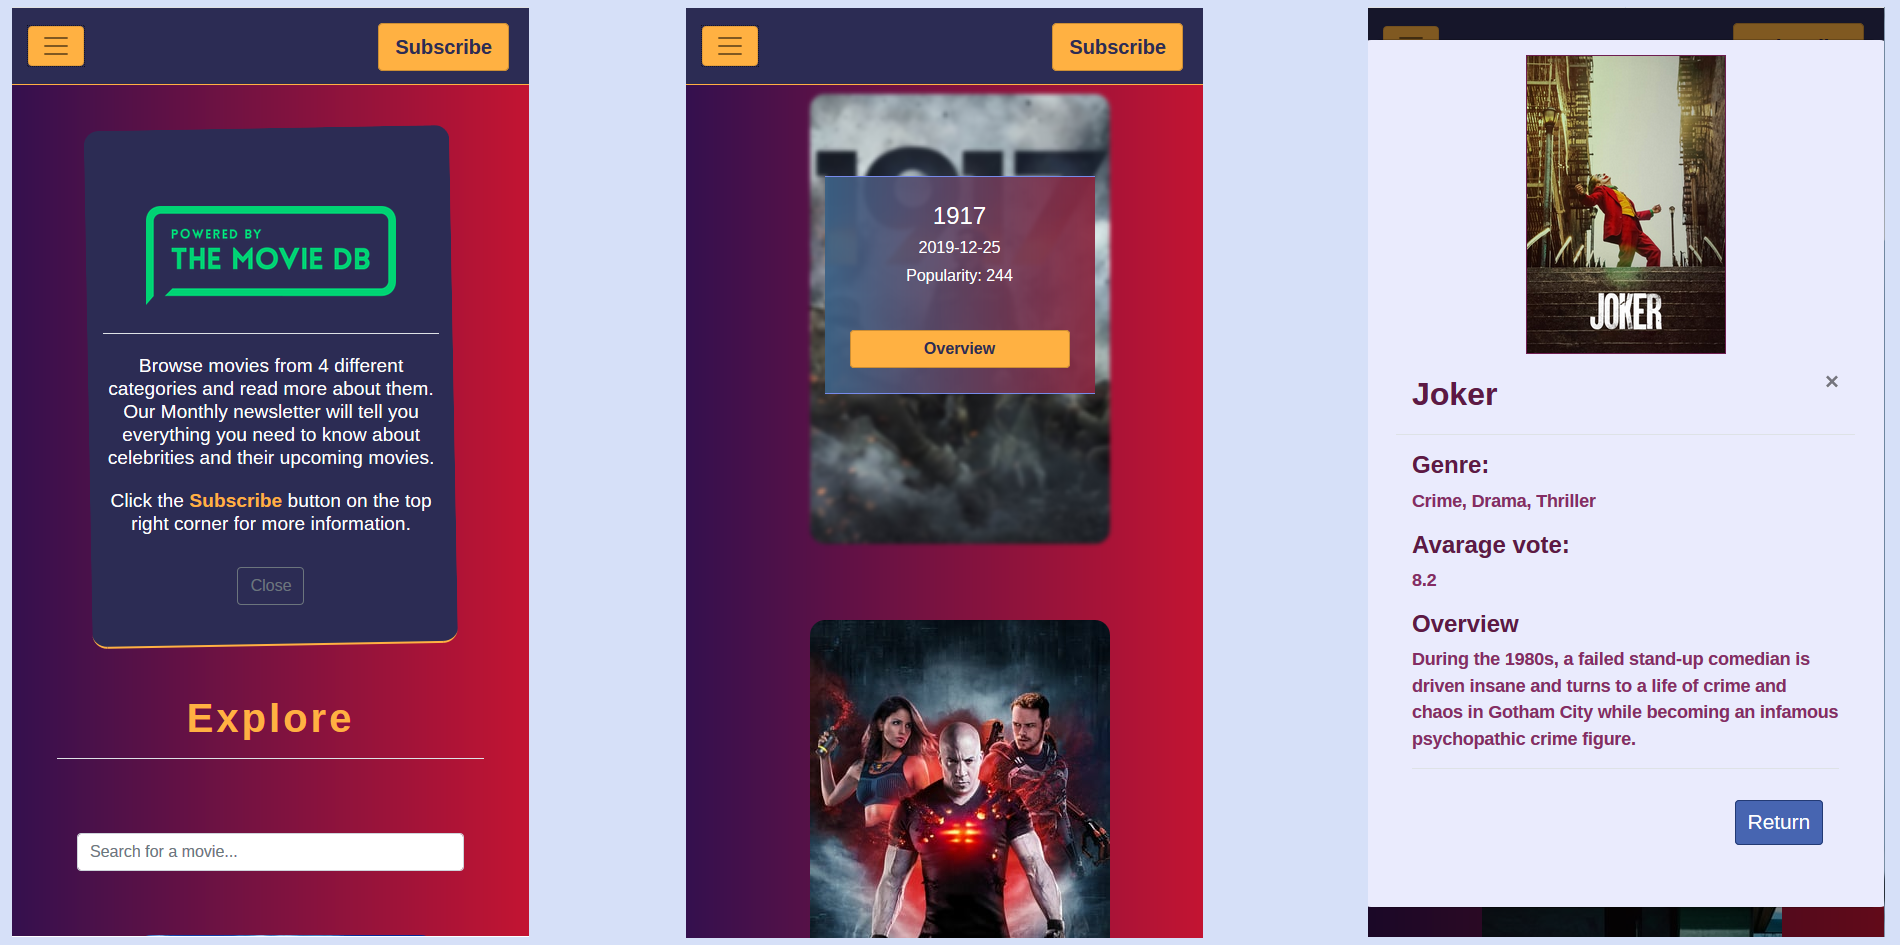 Subscribe
POWERED BY
THE MOVIE DB
Browse movies from 4 different
categories and read more about them.
Our Monthly newsletter will tell you
everything you need to know about
celebrities and their upcoming movies.
Click the Subscribe button on the top
right corner for more information.
Close
Explore
Search for a movie...
Subscribe
1917
2019-12-25
Popularity: 244
Overview
JOKER
Joker
×
Genre:
Crime, Drama, Thriller
Avarage vote:
8.2
Overview
During the 1980s, a failed stand-up comedian is
driven insane and turns to a life of crime and
chaos in Gotham City while becoming an infamous
psychopathic crime figure.
Return